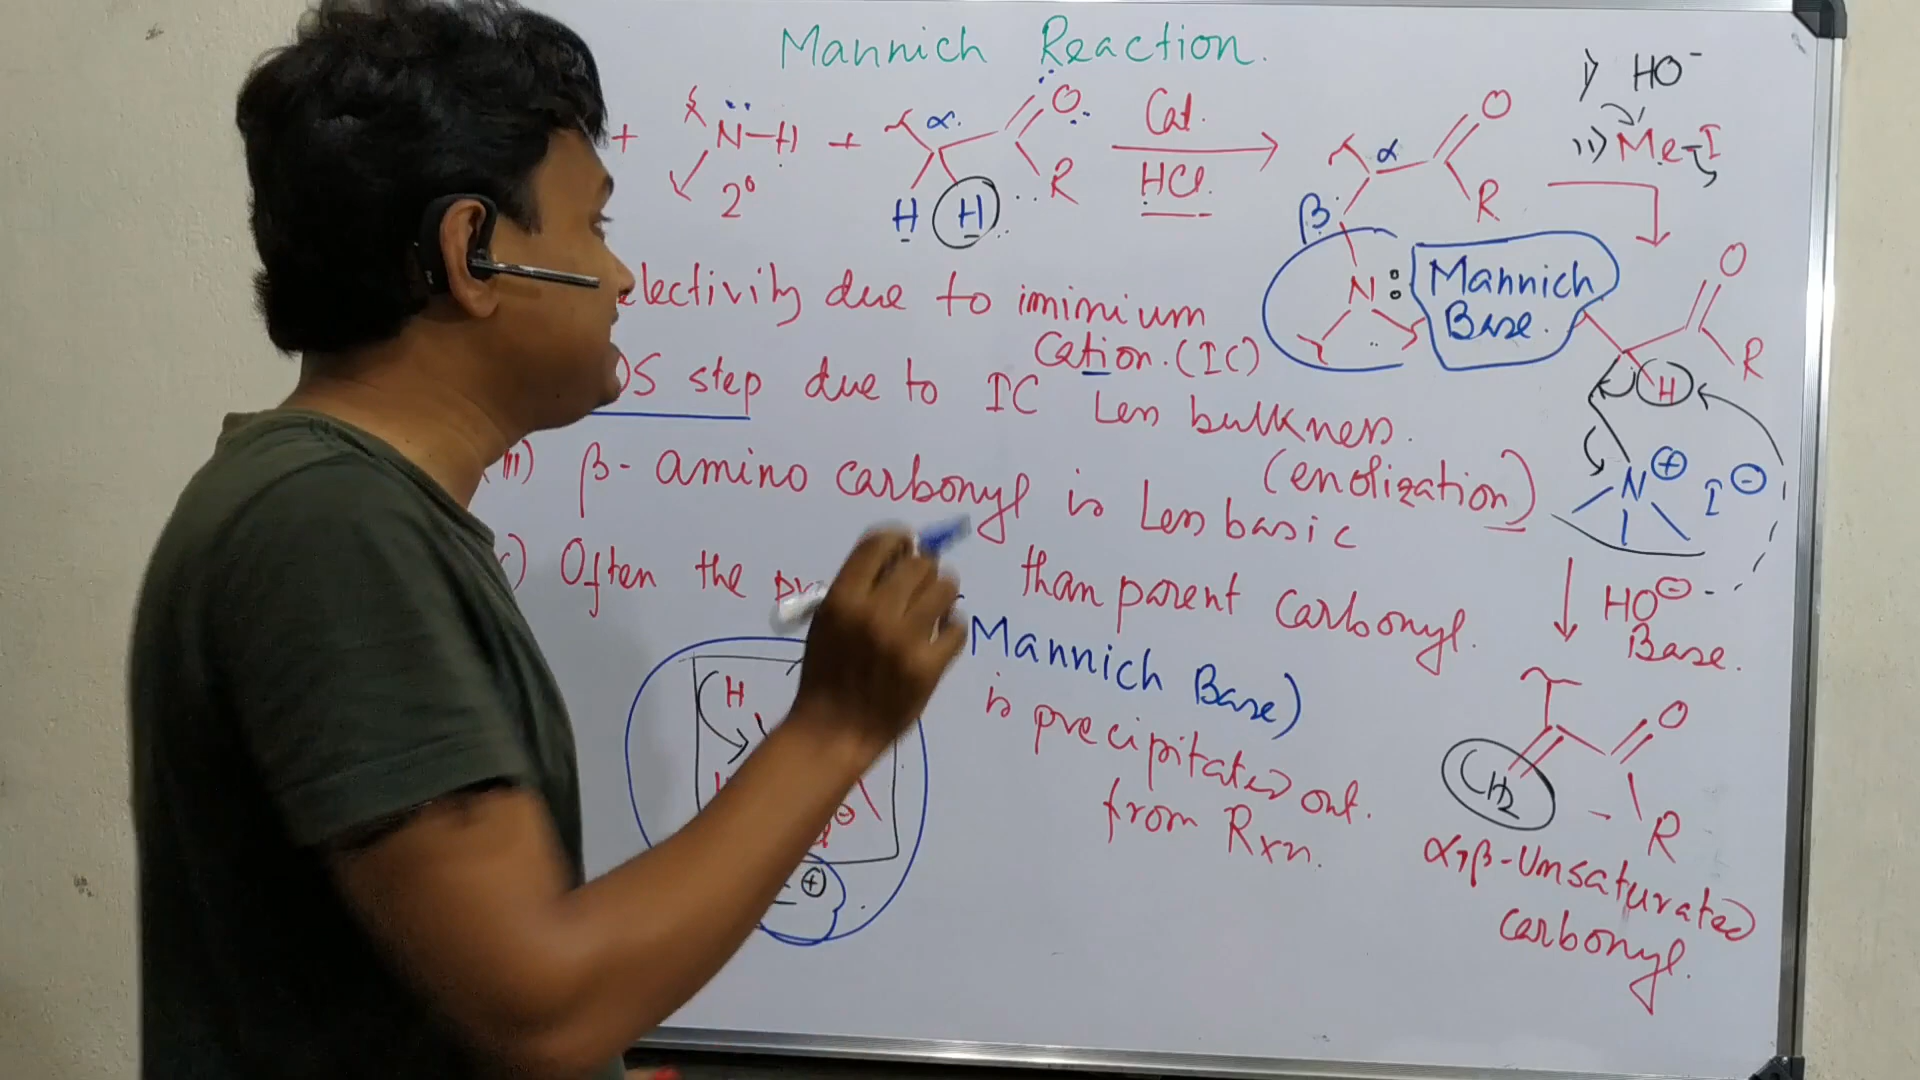 Mannich Reaction.
+ N-H + α O Cat. α O
2° R HCl. R
H H β
i) HO⁻
ii) Me-I
N: Mannich
Base.
O
R
H
electivity due to iminium
Cation. (IC)
DS step due to IC Less bulkness.
(enolization)
N⊕ I⊖
(iii) β- amino carbonyl is Less basic
than parent carbonyl.
Often the
Mannich Base)
is precipitated out.
from Rxn.
HO⊖
Base.
H
⊖
⊕
O
CH₂
R
α,β-Unsaturated
carbonyl.